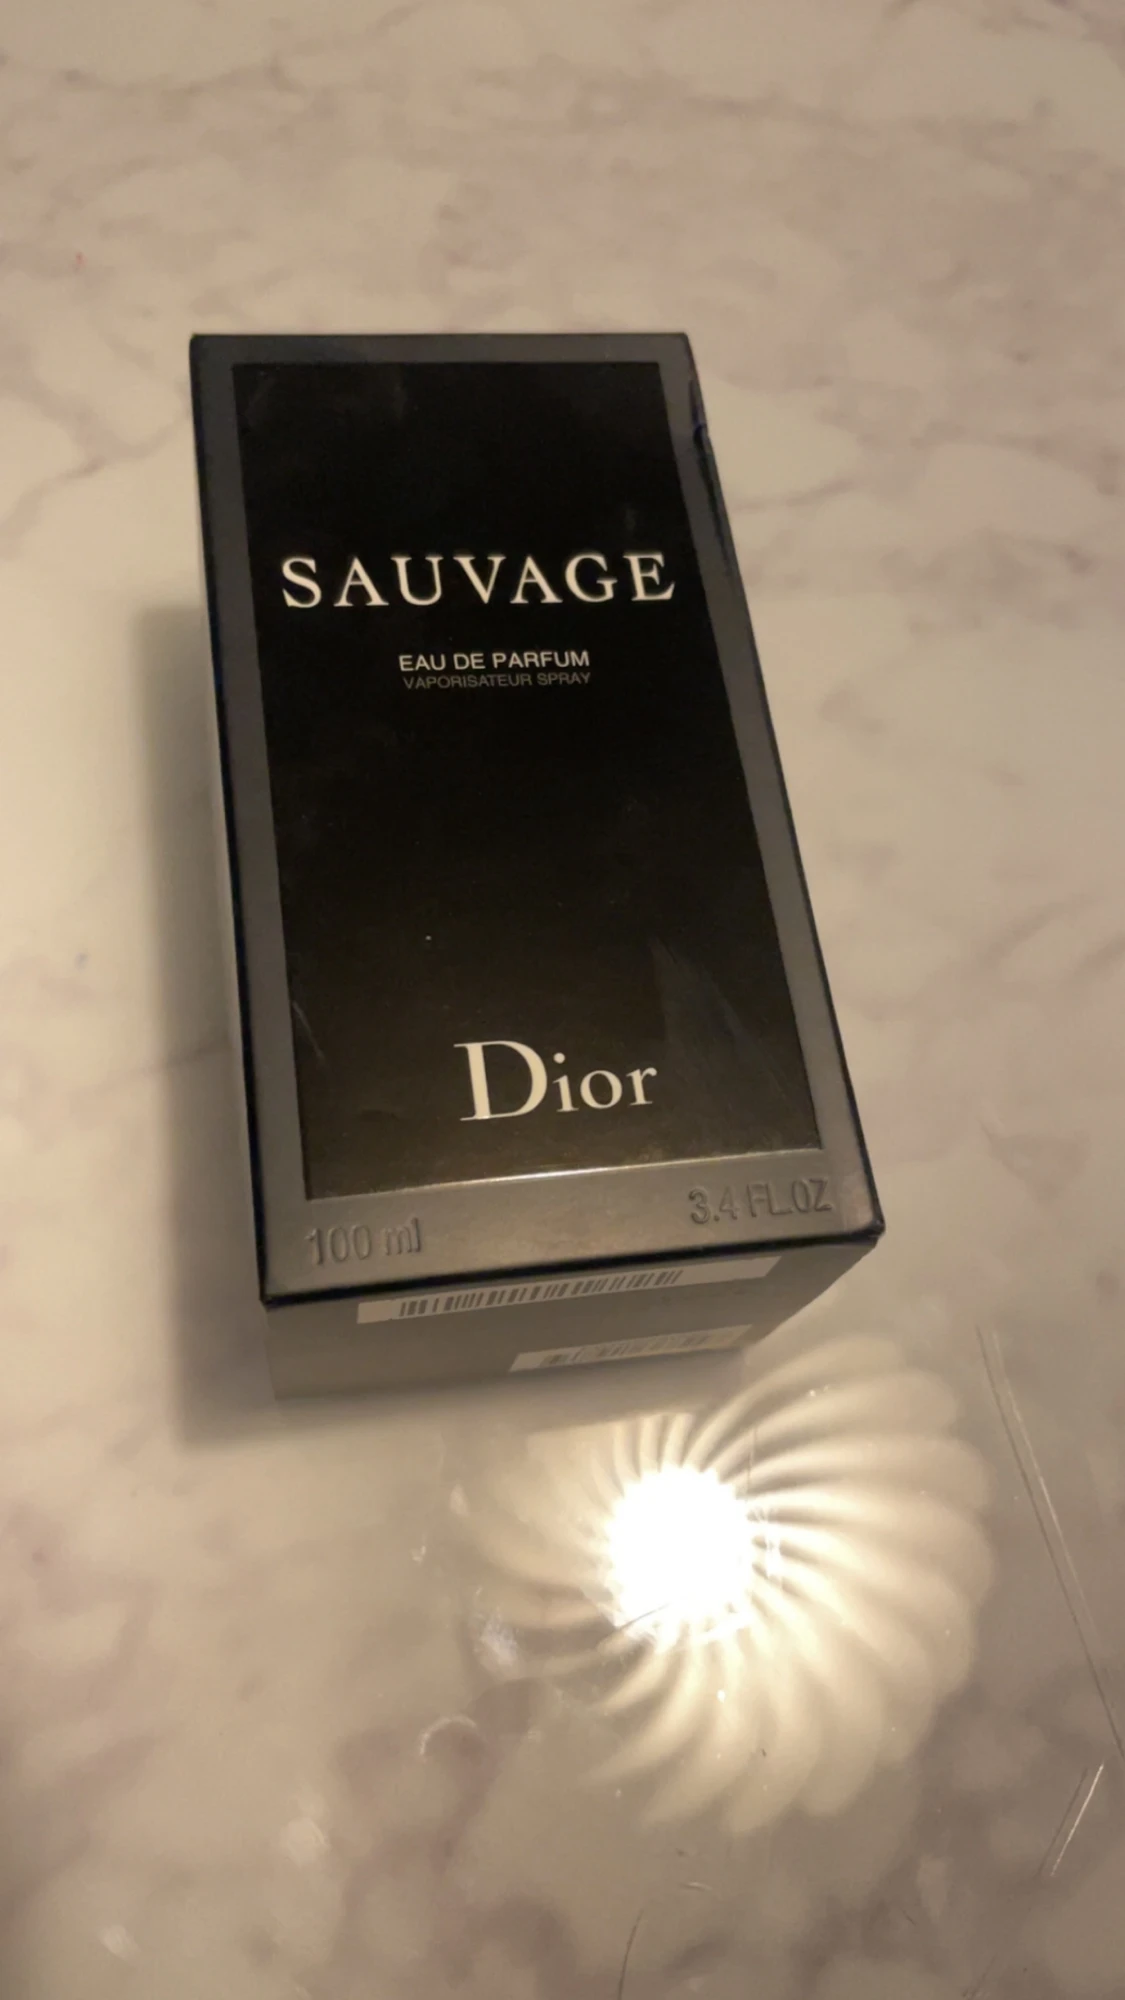 SAUVAGE
EAU DE PARFUM
VAPORISATEUR SPRAY
Dior
100 ml 3.4 FL.OZ